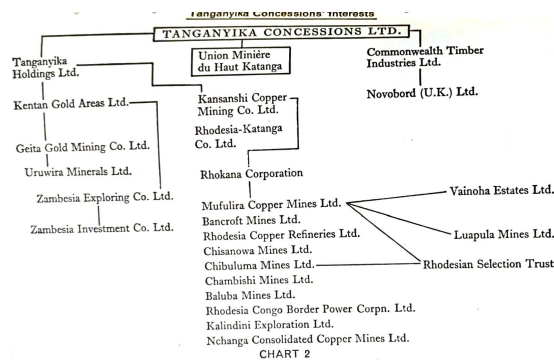 Tanganyika Concessions' Interests
TANGANYIKA CONCESSIONS LTD.
Tanganyika
Holdings Ltd.
Union Minière
du Haut Katanga
Commonwealth Timber
Industries Ltd.
Novobord (U.K.) Ltd.
Kentan Gold Areas Ltd.
Geita Gold Mining Co. Ltd.
Uruwira Minerals Ltd.
Zambesia Exploring Co. Ltd.
Zambesia Investment Co. Ltd.
Kansanshi Copper
Mining Co. Ltd.
Rhodesia-Katanga
Co. Ltd.
Rhokana Corporation
Mufulira Copper Mines Ltd.
Bancroft Mines Ltd.
Rhodesia Copper Refineries Ltd.
Chisanowa Mines Ltd.
Chibuluma Mines Ltd.
Chambishi Mines Ltd.
Baluba Mines Ltd.
Rhodesia Congo Border Power Corpn. Ltd.
Kalindini Exploration Ltd.
Nchanga Consolidated Copper Mines Ltd.
Vainoha Estates Ltd.
Luapula Mines Ltd.
Rhodesian Selection Trust
CHART 2